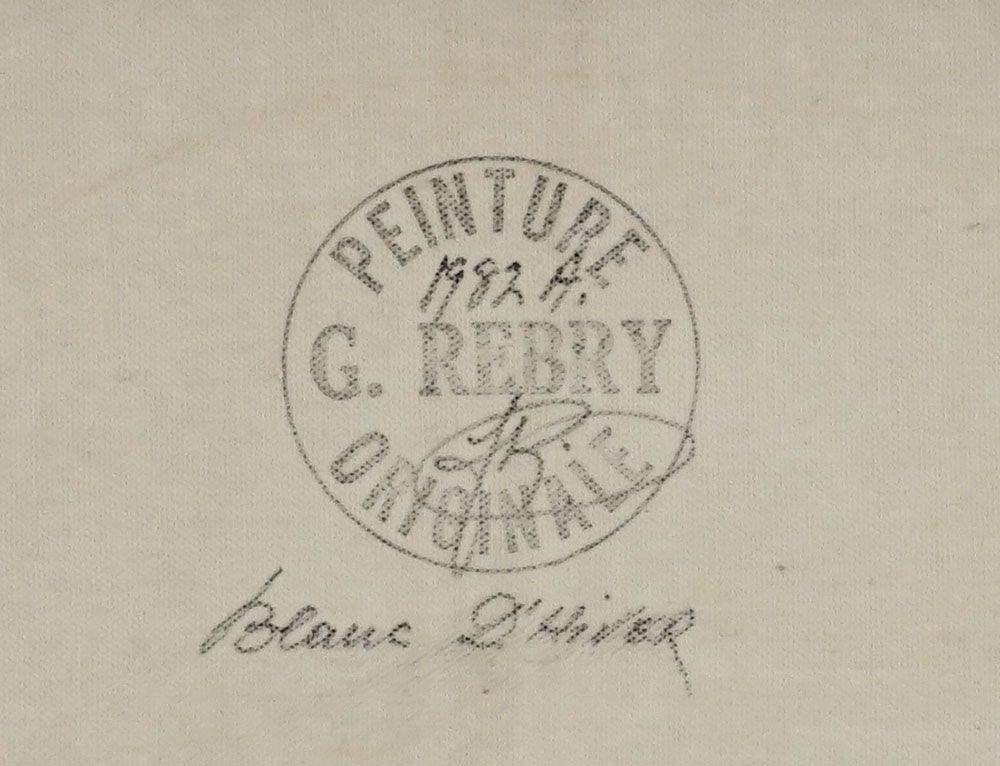 PEINTURE
1982 A.
G. REBRY
ORIGINALE
Blanc D'HiVER